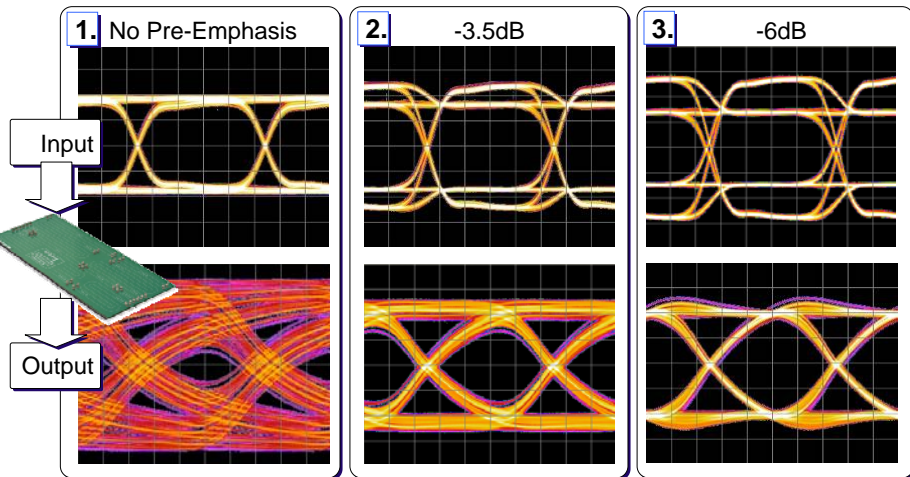 1. No Pre-Emphasis
2. -3.5dB
3. -6dB
Input
Output